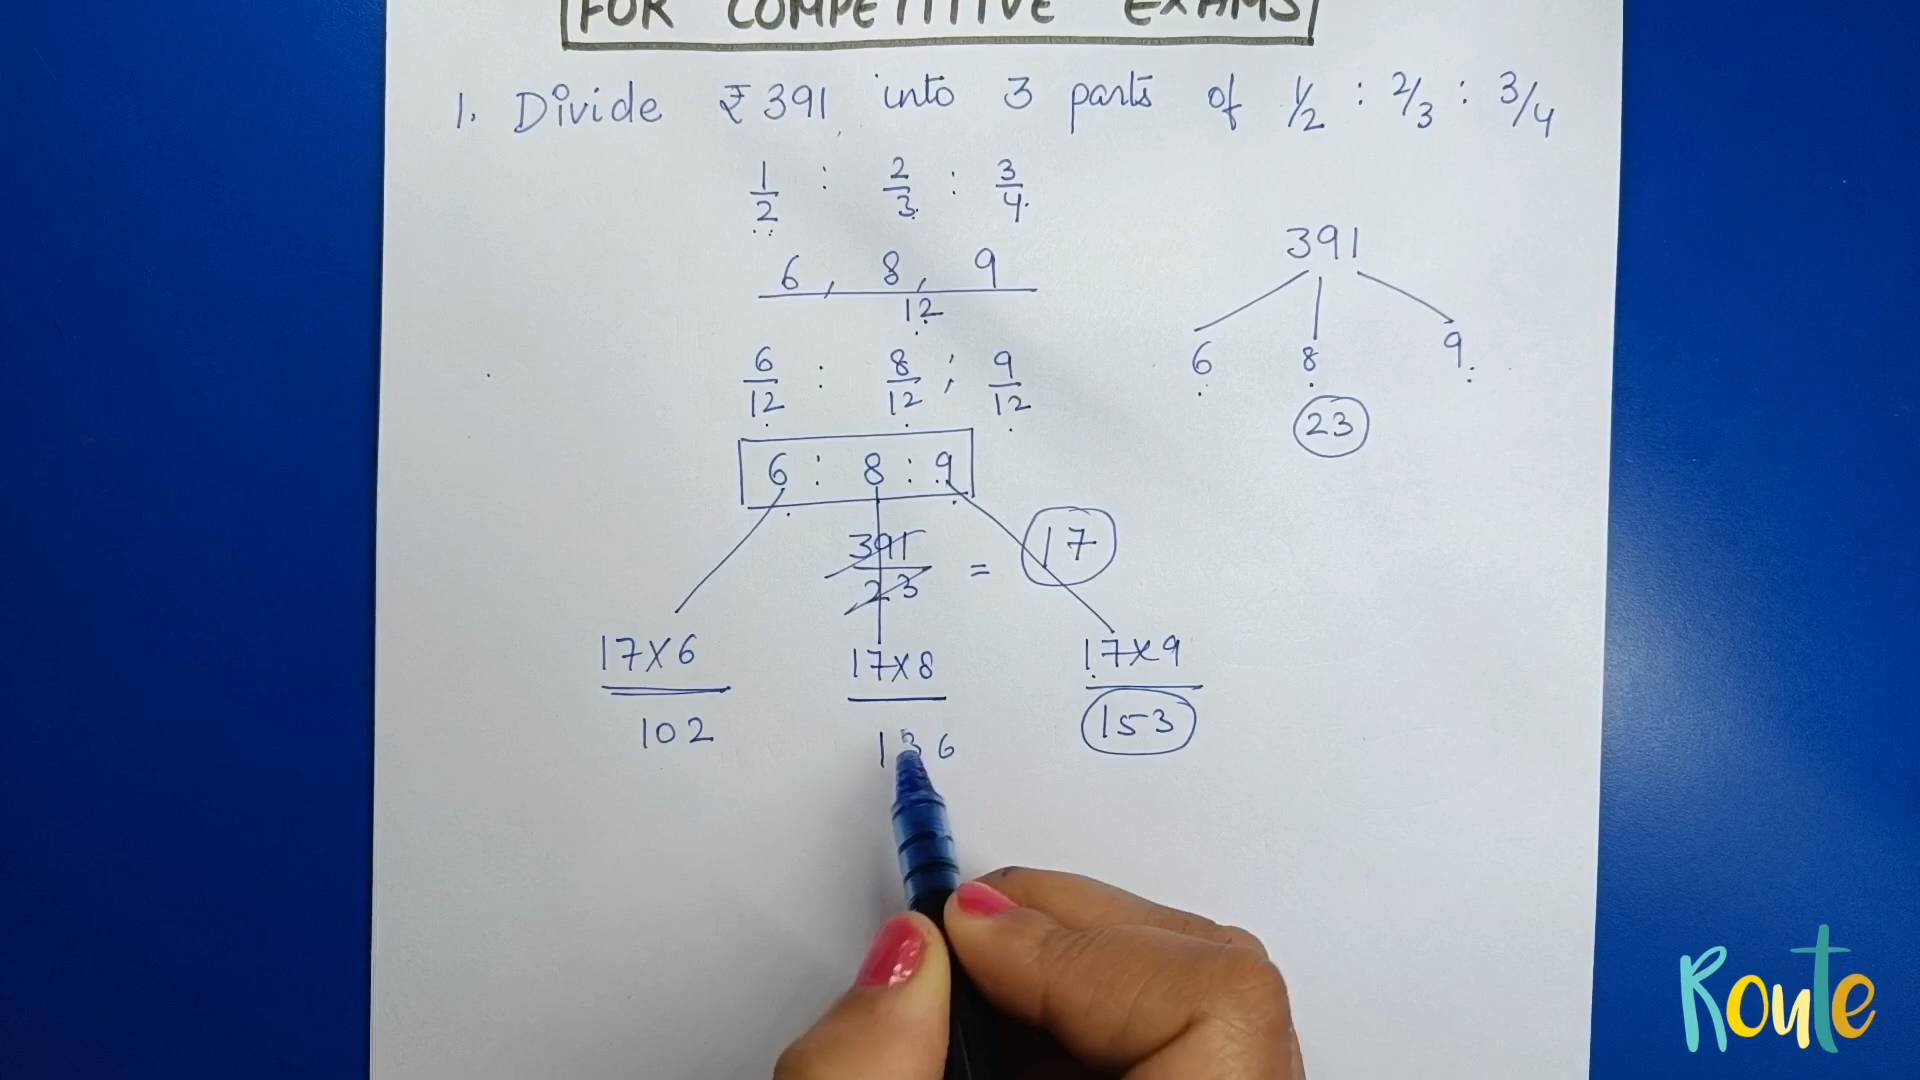 FOR COMPETITIVE EXAMS
1. Divide ₹391 into 3 parts of 1/2 : 2/3 : 3/4
1/2 : 2/3 : 3/4
6, 8, 9
12
6/12 : 8/12 : 9/12
6 : 8 : 9
391/23 = 17
17×6 17×8 17×9
102 136 153
391
6 8 9
23
Route